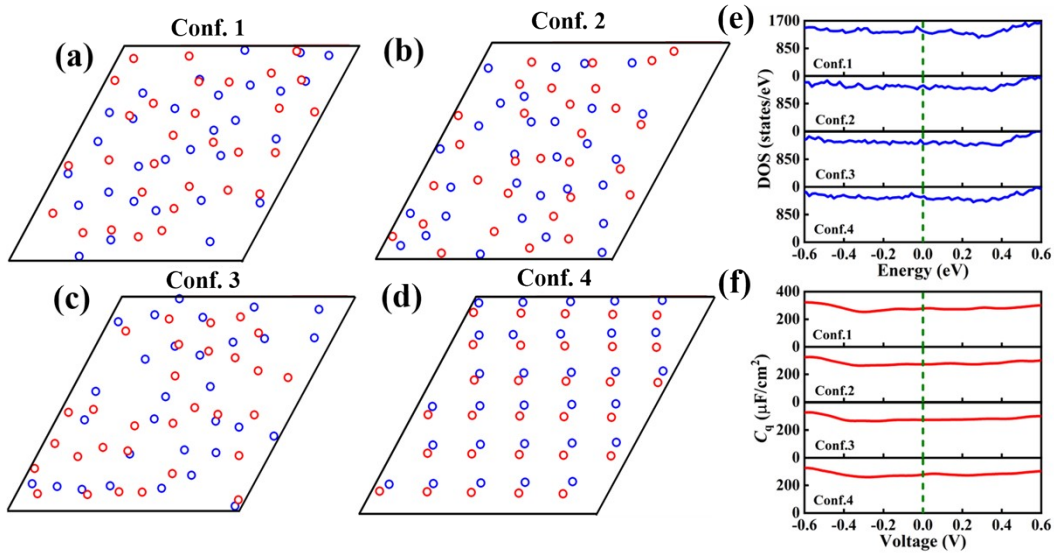 Conf. 1
Conf. 2
(a)
(b)
Conf. 3
Conf. 4
(c)
(d)
(e)
1700
850
0
Conf.1
850
0
Conf.2
850
0
Conf.3
850
0
Conf.4
DOS (states/eV)
-0.6 -0.4 -0.2 0.0 0.2 0.4 0.6
Energy (eV)
(f)
400
200
0
Conf.1
200
0
Conf.2
200
0
Conf.3
200
0
Conf.4
Cq (μF/cm²)
-0.6 -0.4 -0.2 0.0 0.2 0.4 0.6
Voltage (V)